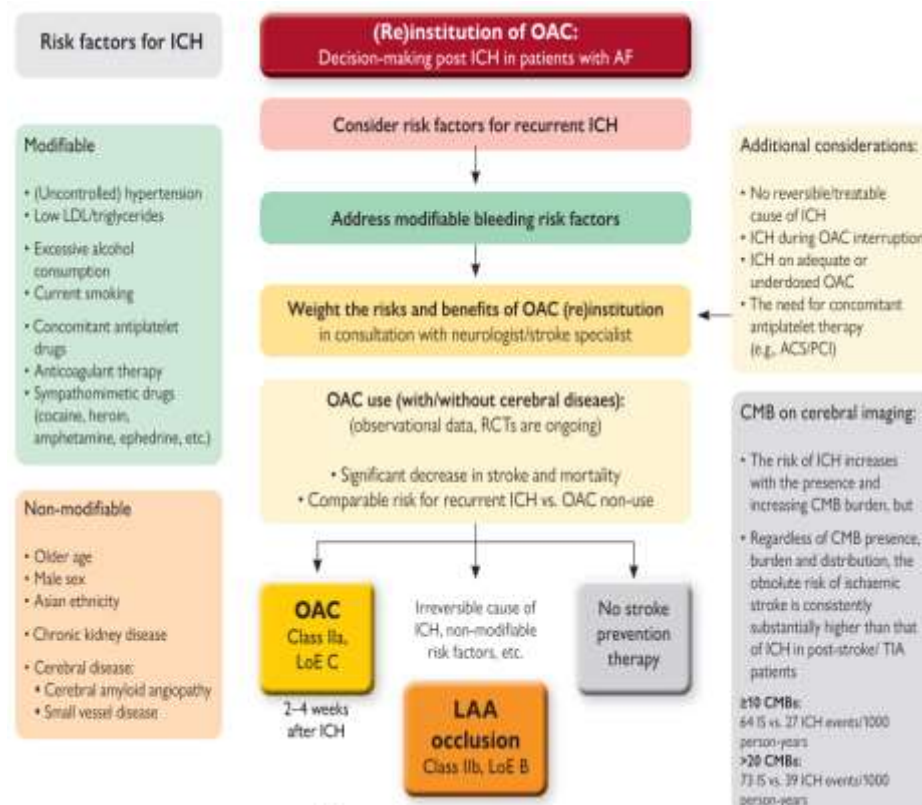 Risk factors for ICH
(Re)institution of OAC:
Decision-making post ICH in patients with AF
Consider risk factors for recurrent ICH
Modifiable
• (Uncontrolled) hypertension
• Low LDL/triglycerides
• Excessive alcohol
consumption
• Current smoking
• Concomitant antiplatelet
drugs
• Anticoagulant therapy
• Sympathomimetic drugs
(cocaine, heroin,
amphetamine, ephedrine, etc.)
Non-modifiable
• Older age
• Male sex
• Asian ethnicity
• Chronic kidney disease
• Cerebral disease:
• Cerebral amyloid angiopathy
• Small vessel disease
Address modifiable bleeding risk factors
Weight the risks and benefits of OAC (re)institution
in consultation with neurologist/stroke specialist
OAC use (with/without cerebral diseaes):
(observational data, RCTs are ongoing)
• Significant decrease in stroke and mortality
• Comparable risk for recurrent ICH vs. OAC non-use
OAC
Class IIa,
LoE C
2–4 weeks
after ICH
Irreversible cause of
ICH, non-modifiable
risk factors, etc.
LAA
occlusion
Class IIb, LoE B
No stroke
prevention
therapy
Additional considerations:
• No reversible/treatable
cause of ICH
• ICH during OAC interruption
• ICH on adequate or
underdosed OAC
• The need for concomitant
antiplatelet therapy
(e.g., ACS/PCI)
CMB on cerebral imaging:
• The risk of ICH increases
with the presence and
increasing CMB burden, but
• Regardless of CMB presence,
burden and distribution, the
absolute risk of ischaemic
stroke is consistently
substantially higher than that
of ICH in post-stroke/ TIA
patients
≥10 CMBs:
64 IS vs. 27 ICH events/1000
person-years
>20 CMBs:
73 IS vs. 39 ICH events/1000
person-years